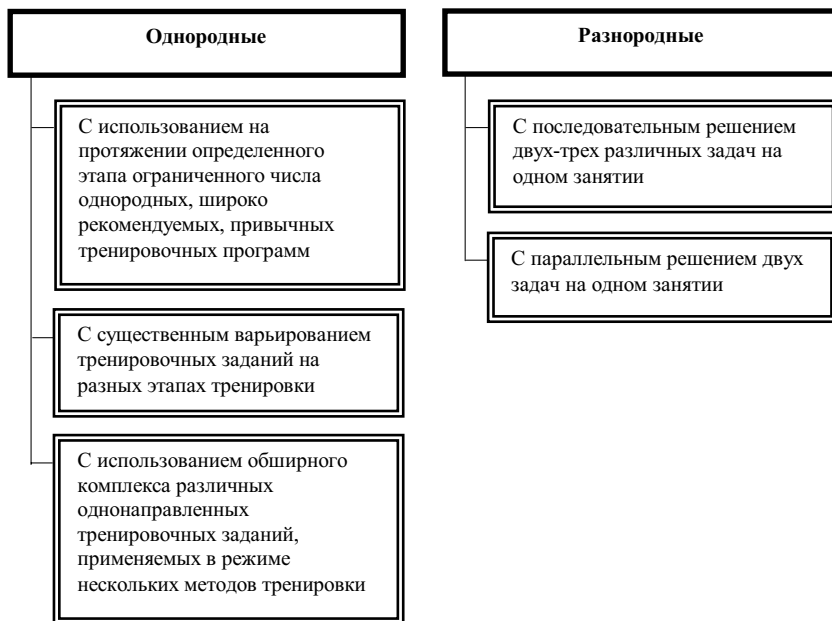 Однородные
С использованием на
протяжении определенного
этапа ограниченного числа
однородных, широко
рекомендуемых, привычных
тренировочных программ
С существенным варьированием
тренировочных заданий на
разных этапах тренировки
С использованием обширного
комплекса различных
однонаправленных
тренировочных заданий,
применяемых в режиме
нескольких методов тренировки
Разнородные
С последовательным решением
двух-трех различных задач на
одном занятии
С параллельным решением двух
задач на одном занятии